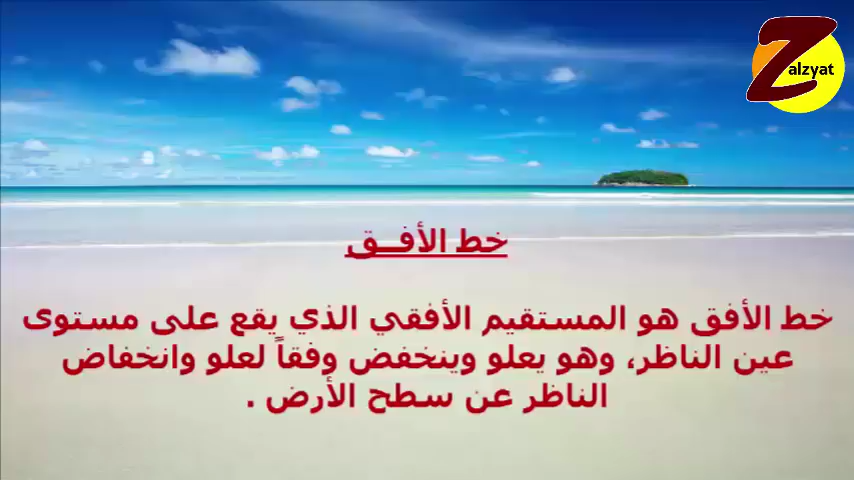 Zalzyat
خط الأفــق
خط الأفق هو المستقيم الأفقي الذي يقع على مستوى
عين الناظر، وهو يعلو وينخفض وفقاً لعلو وانخفاض
الناظر عن سطح الأرض .